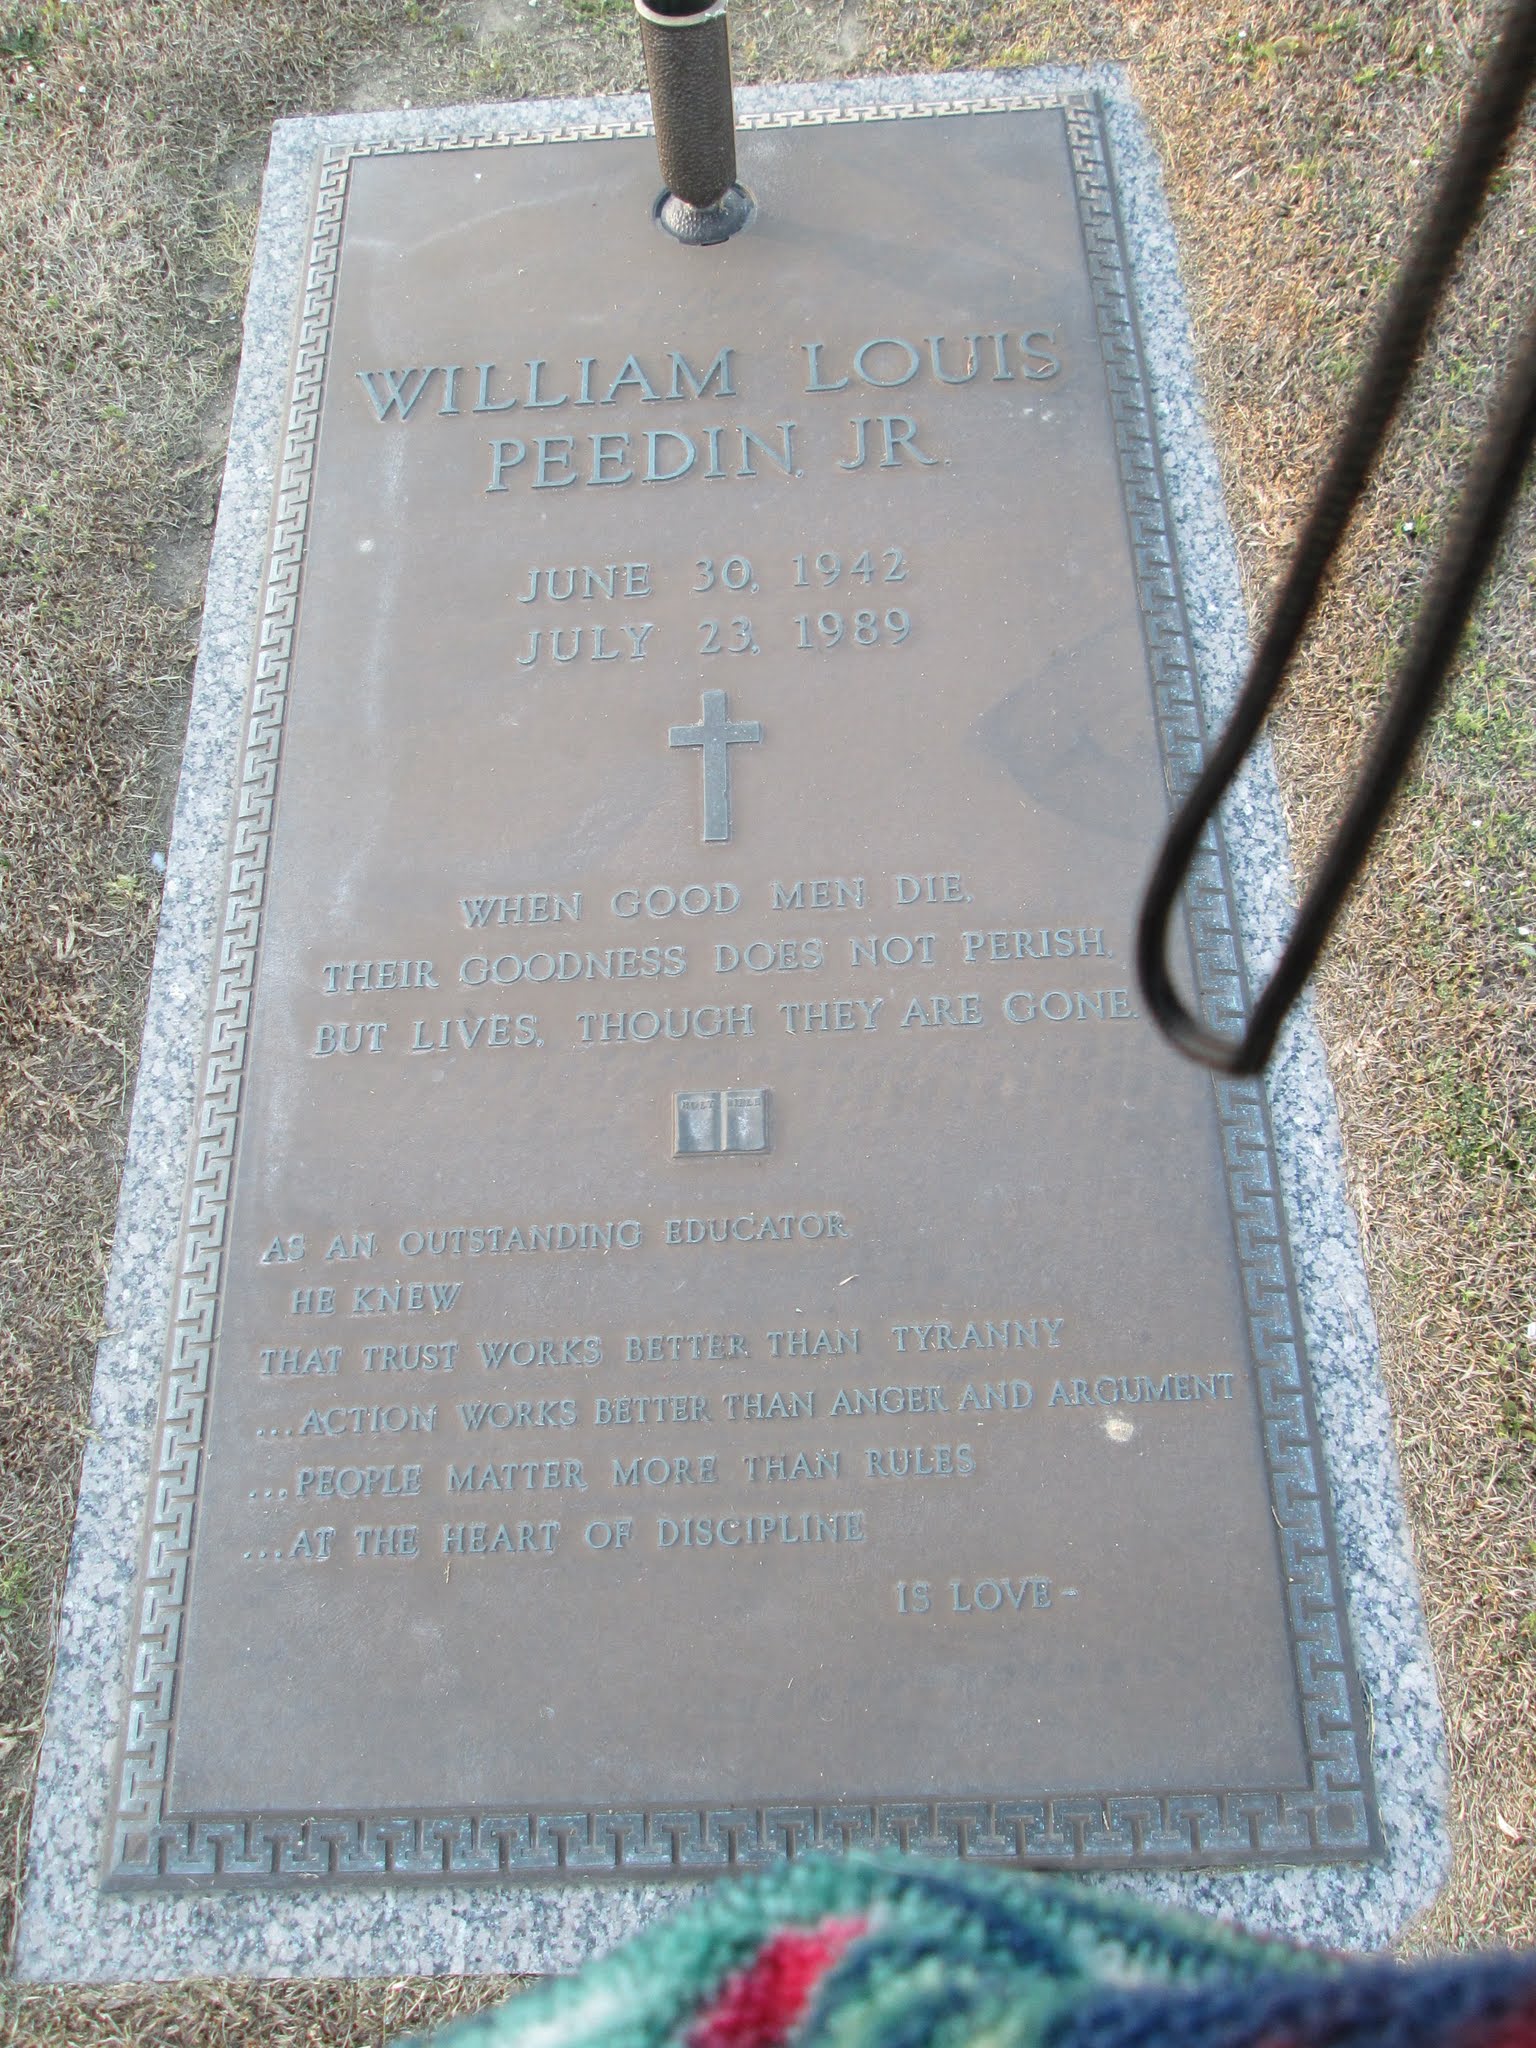 WILLIAM LOUIS
PEEDIN, JR.
JUNE 30, 1942
JULY 23, 1989
WHEN GOOD MEN DIE,
THEIR GOODNESS DOES NOT PERISH,
BUT LIVES, THOUGH THEY ARE GONE.
HOLY BIBLE
AS AN OUTSTANDING EDUCATOR
HE KNEW
THAT TRUST WORKS BETTER THAN TYRANNY
...ACTION WORKS BETTER THAN ANGER AND ARGUMENT
...PEOPLE MATTER MORE THAN RULES
...AT THE HEART OF DISCIPLINE
IS LOVE -